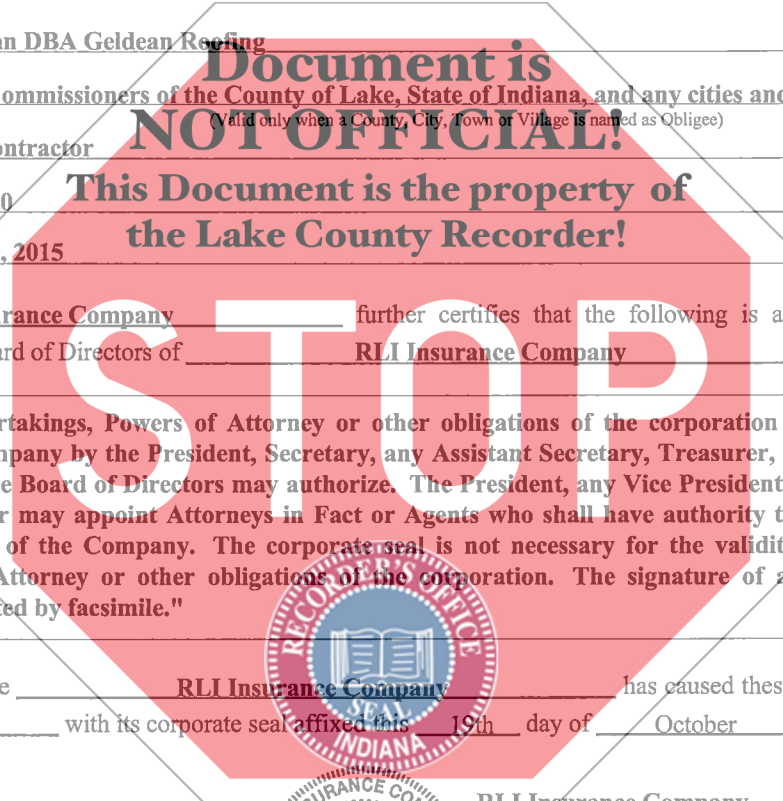 n DBA Geldean Roofing
Document is
ommissioners of the County of Lake, State of Indiana, and any cities and
(Valid only when a County, City, Town or Village is named as Obligee)
NOT OFFICIAL!
ontractor
This Document is the property of
0
the Lake County Recorder!
, 2015
STOP
rance Company further certifies that the following is a
rd of Directors of RLI Insurance Company
rtakings, Powers of Attorney or other obligations of the corporation
mpany by the President, Secretary, any Assistant Secretary, Treasurer,
e Board of Directors may authorize. The President, any Vice President
r may appoint Attorneys in Fact or Agents who shall have authority t
of the Company. The corporate seal is not necessary for the validit
Attorney or other obligations of the corporation. The signature of a
ted by facsimile."
RECORDER'S OFFICE
SEAL
INDIANA
e RLI Insurance Company has caused thes
with its corporate seal affixed this 19th day of October
URANCE CO
RLI Insurance Company